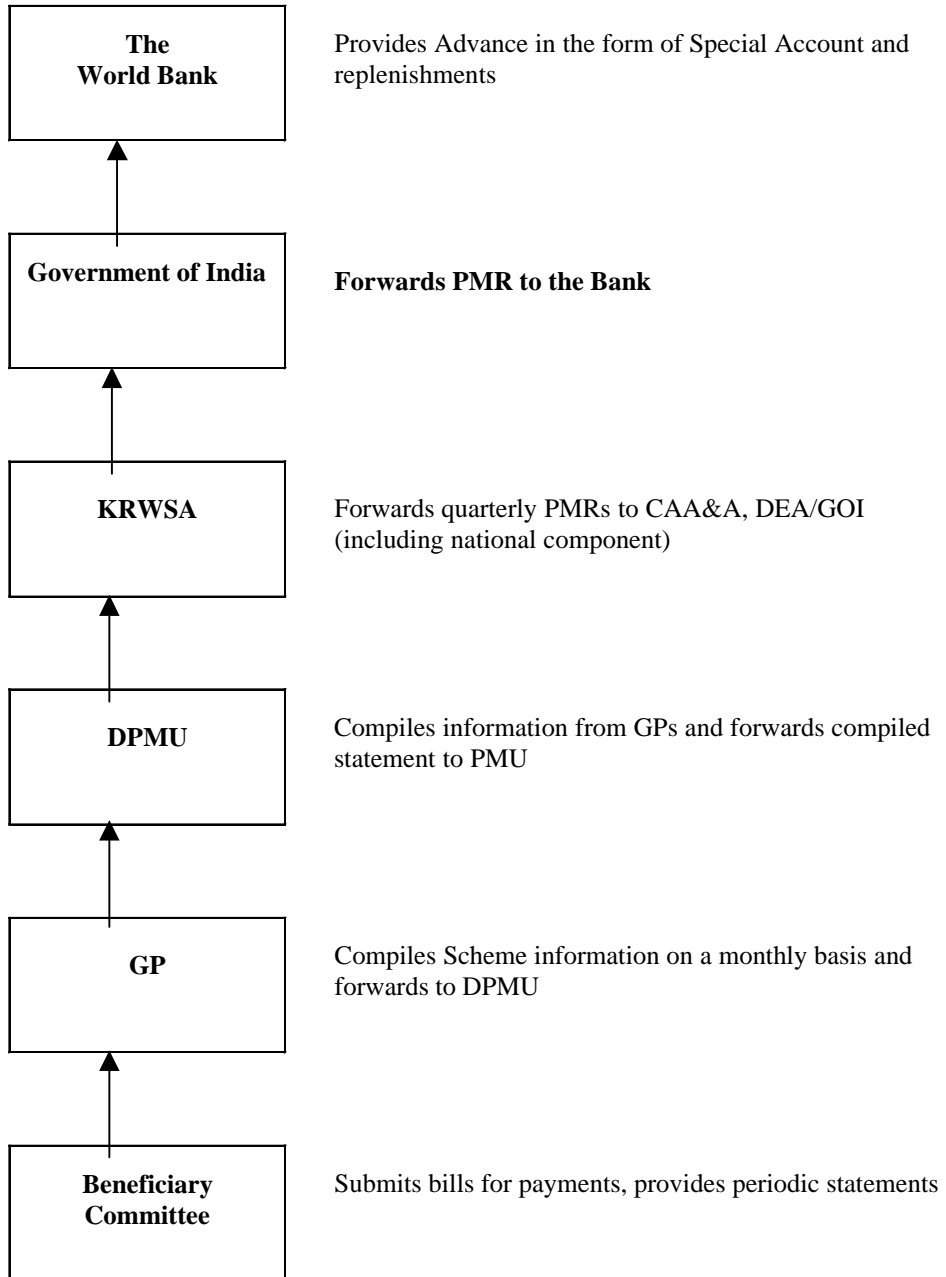 The
World Bank
Provides Advance in the form of Special Account and
replenishments
Government of India
Forwards PMR to the Bank
KRWSA
Forwards quarterly PMRs to CAA&A, DEA/GOI
(including national component)
DPMU
Compiles information from GPs and forwards compiled
statement to PMU
GP
Compiles Scheme information on a monthly basis and
forwards to DPMU
Beneficiary
Committee
Submits bills for payments, provides periodic statements